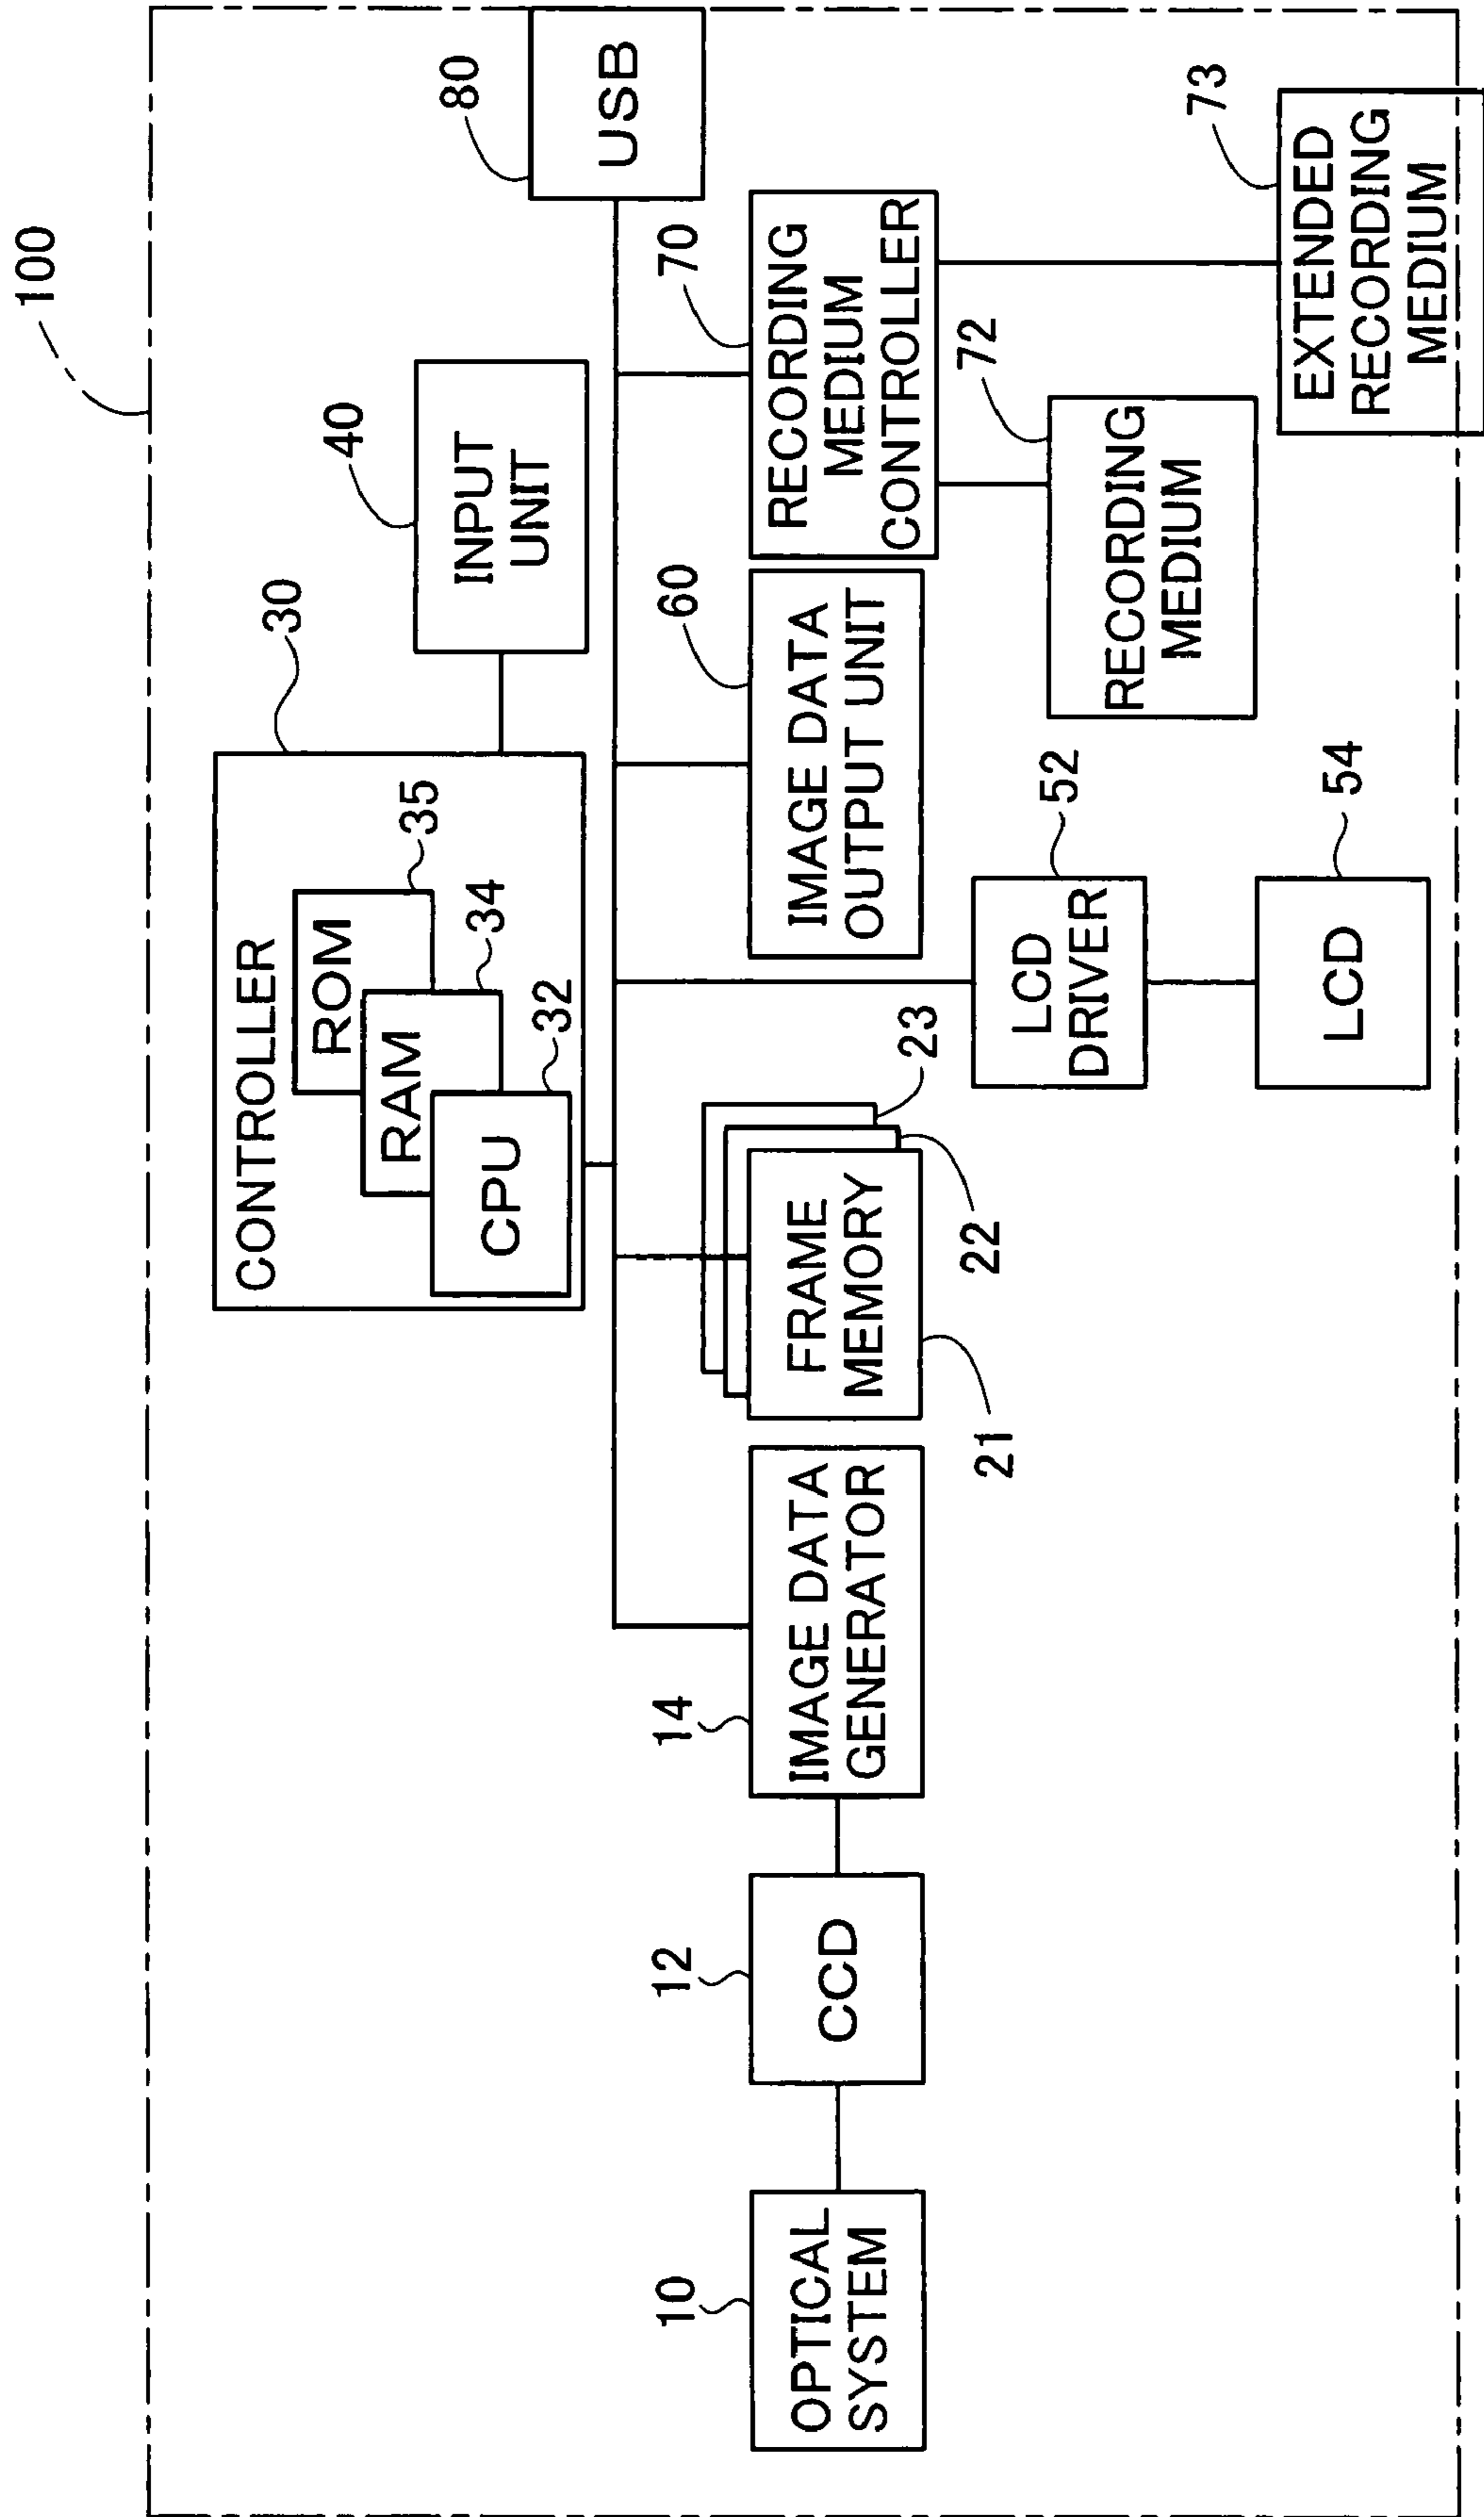 100
30
CONTROLLER
ROM
35
RAM
34
CPU
32
40
INPUT
UNIT
80
USB
10
OPTICAL
SYSTEM
12
CCD
14
IMAGE DATA
GENERATOR
FRAME
MEMORY
21
22
23
60
IMAGE DATA
OUTPUT UNIT
70
RECORDING
MEDIUM
CONTROLLER
LCD
DRIVER
52
LCD
54
72
RECORDING
MEDIUM
73
EXTENDED
RECORDING
MEDIUM